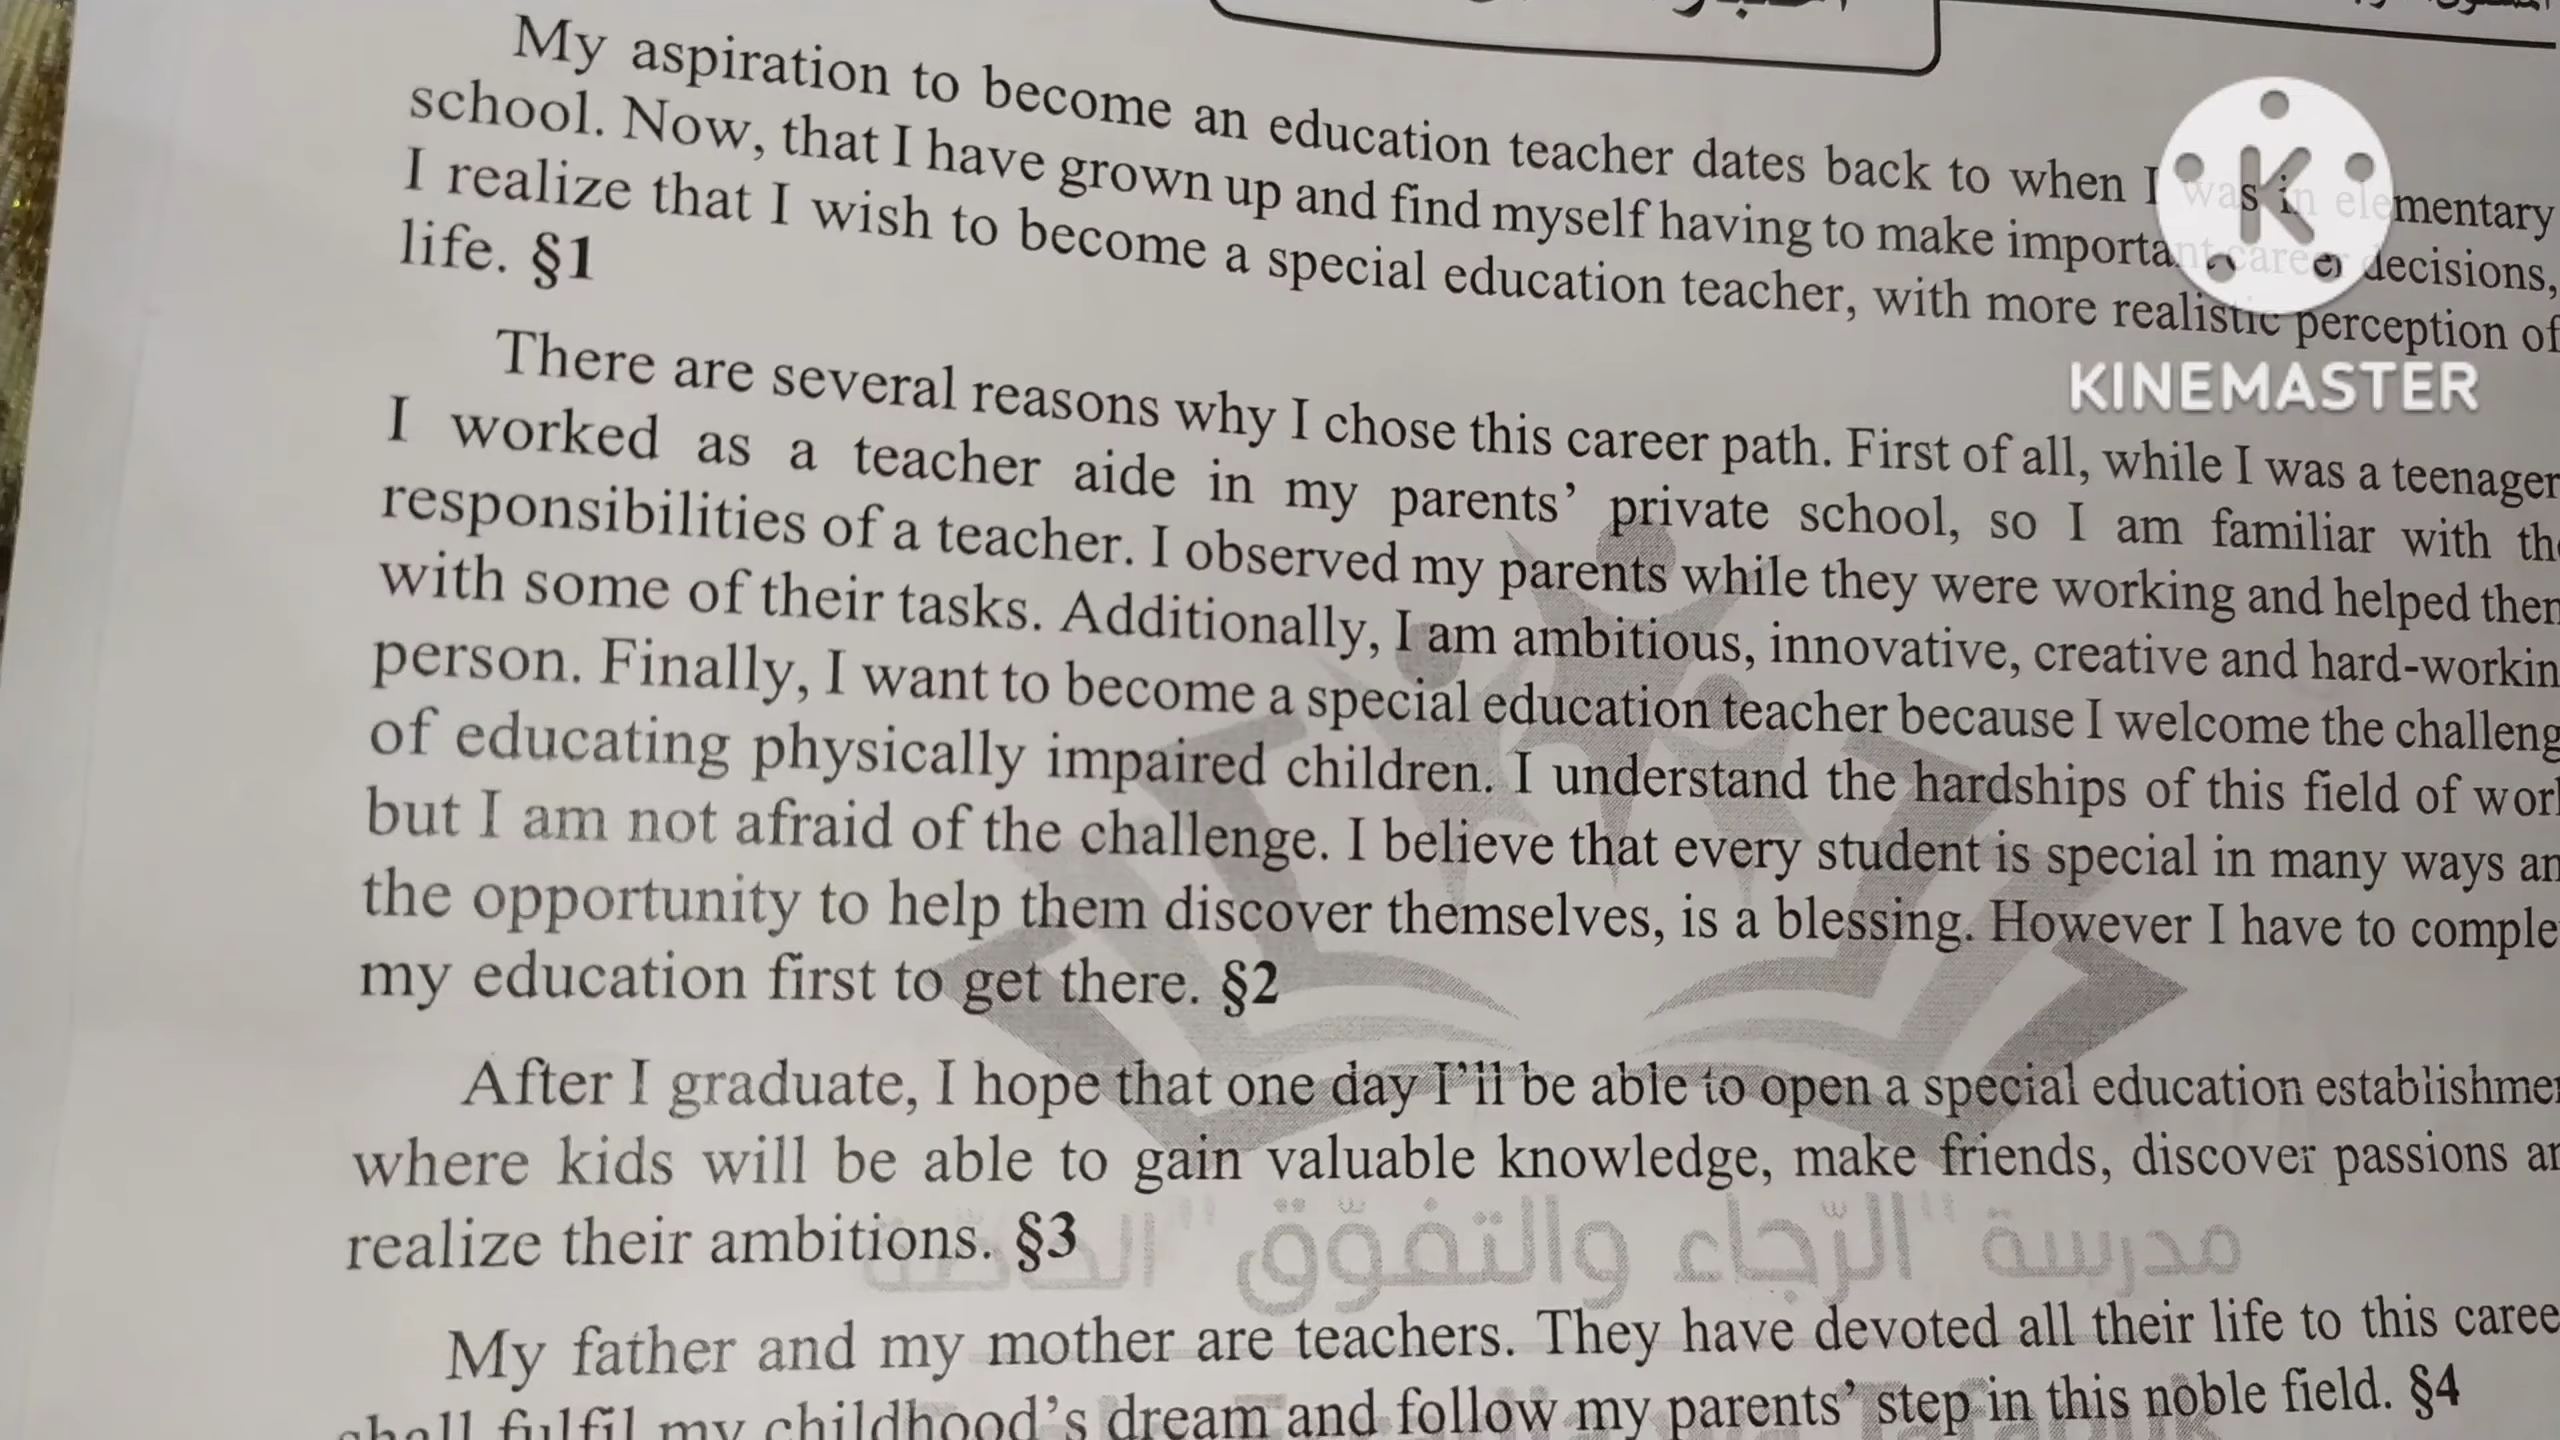 My aspiration to become an education teacher dates back to when I was in elementary
school. Now, that I have grown up and find myself having to make important career decisions,
I realize that I wish to become a special education teacher, with more realistic perception of
life. §1
KINEMASTER
There are several reasons why I chose this career path. First of all, while I was a teenager
I worked as a teacher aide in my parents' private school, so I am familiar with
responsibilities of a teacher. I observed my parents while they were working and helped
with some of their tasks. Additionally, I am ambitious, innovative, creative and
person. Finally, I want to become a special education teacher because I welcome the
of educating physically impaired children. I understand the hardships of this field of
but I am not afraid of the challenge. I believe that every student is special in many ways
the opportunity to help them discover themselves, is a blessing. However I have to
my education first to get there. §2
After I graduate, I hope that one day I'll be able to open a special education
where kids will be able to gain valuable knowledge, make friends, discover passions
realize their ambitions. §3
مدرسة "الرّجاء والتفوّق"
My father and my mother are teachers. They have devoted all their life to this
shall fulfil my childhood's dream and follow my parents' step in this noble field. §4